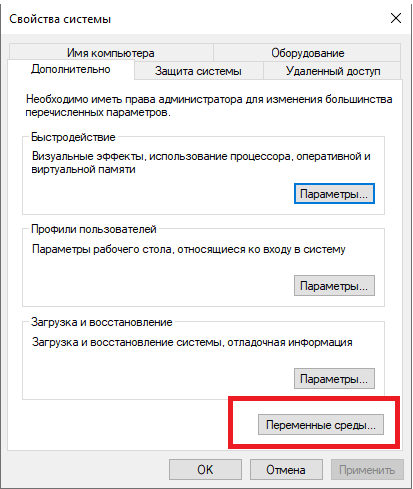 Свойства системы
Имя компьютера
Оборудование
Дополнительно
Защита системы
Удаленный доступ
Необходимо иметь права администратора для изменения большинства
перечисленных параметров.
Быстродействие
Визуальные эффекты, использование процессора, оперативной и
виртуальной памяти
Параметры...
Профили пользователей
Параметры рабочего стола, относящиеся ко входу в систему
Параметры...
Загрузка и восстановление
Загрузка и восстановление системы, отладочная информация
Параметры...
Переменные среды...
ОК
Отмена
Применить